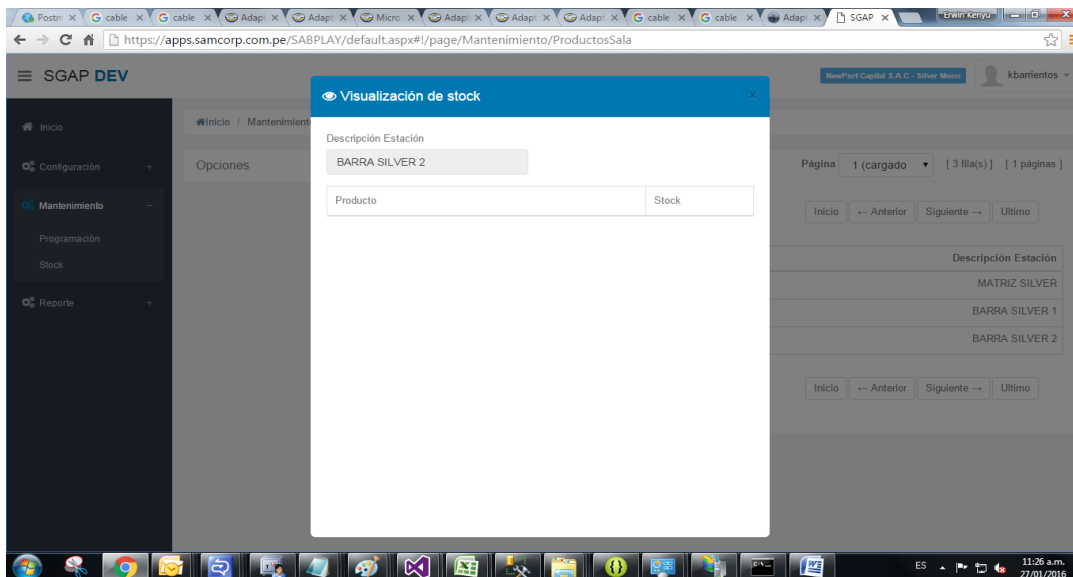 Postm G cable G cable Adapt Adapt Micro Adapt Adapt Adapt G cable G cable Adapt SGAP Erwin Kenyu
https://apps.samcorp.com.pe/SABPLAY/default.aspx#!/page/Mantenimiento/ProductosSala
SGAP DEV
NewPort Capital S.A.C - Silver Moon
kbarrientos
Visualización de stock
Inicio
Inicio / Mantenimient
Descripción Estación
BARRA SILVER 2
Configuración +
Opciones
Página 1 (cargado [ 3 fila(s) ] [ 1 páginas ]
Producto Stock
Mantenimiento −
Inicio ← Anterior Siguiente → Ultimo
Programación
Stock
Descripción Estación
MATRIZ SILVER
Reporte +
BARRA SILVER 1
BARRA SILVER 2
Inicio ← Anterior Siguiente → Ultimo
ES
11:26 a.m.
27/01/2016